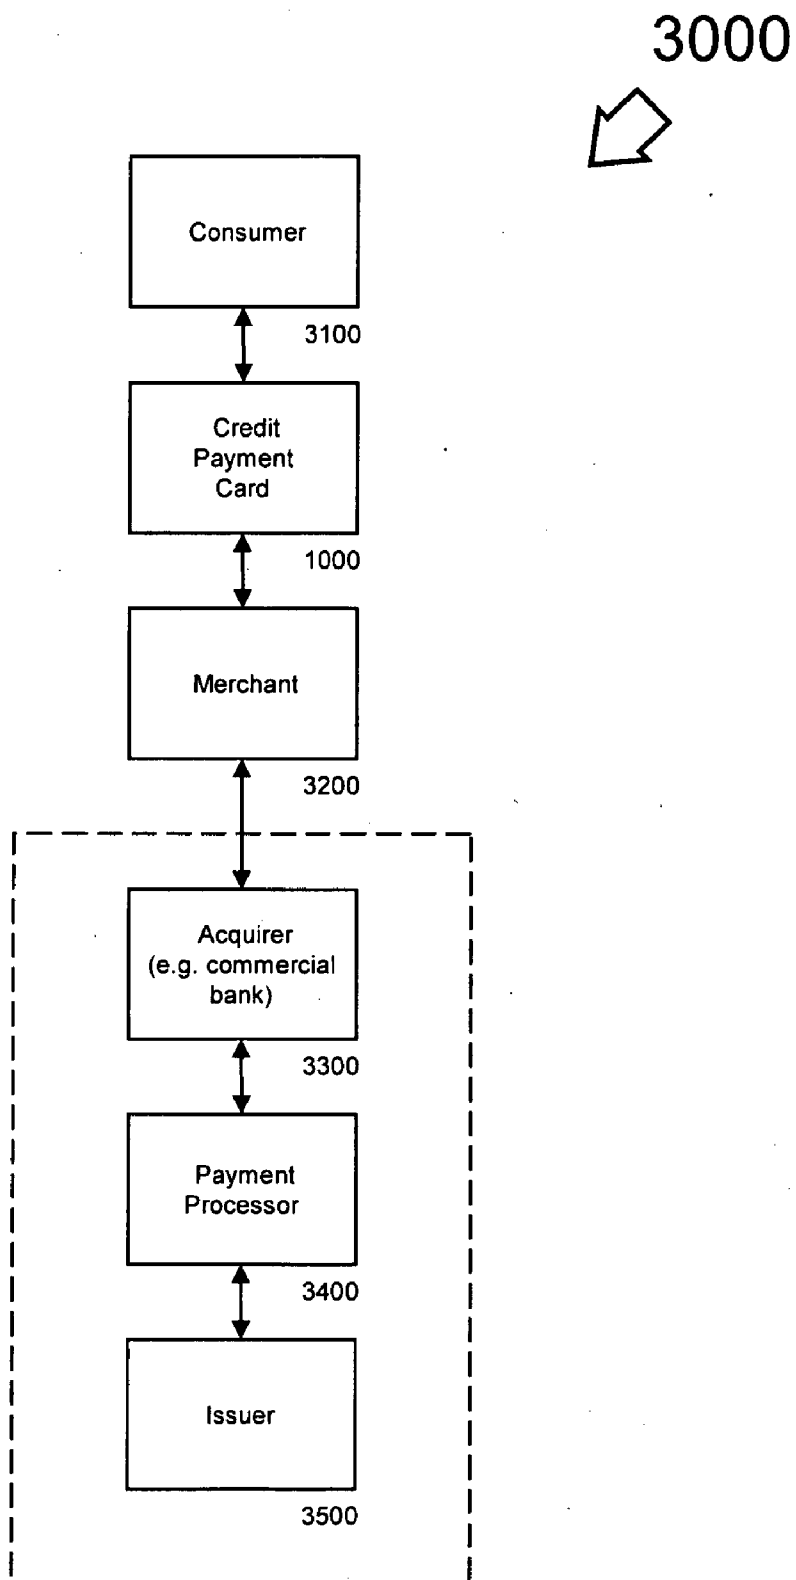 3000
Consumer
3100
Credit
Payment
Card
1000
Merchant
3200
Acquirer
(e.g. commercial
bank)
3300
Payment
Processor
3400
Issuer
3500